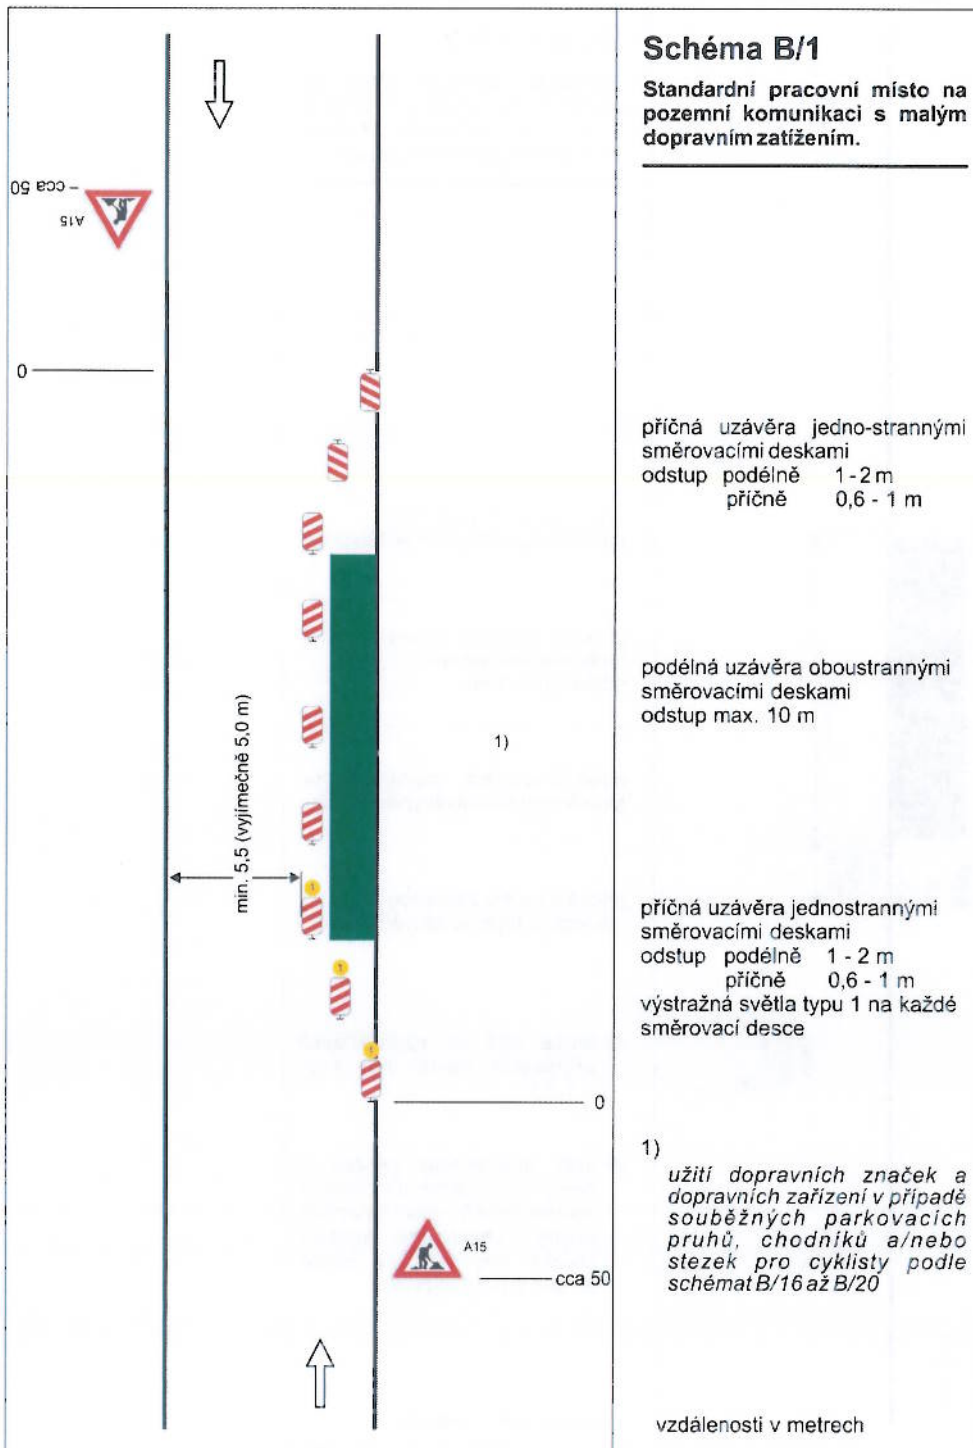 Schéma B/1
Standardní pracovní místo na
pozemní komunikaci s malým
dopravním zatížením.
cca 50
A15
0
příčná uzávěra jedno-strannými
směrovacími deskami
odstup podélně 1 - 2 m
příčně 0,6 - 1 m
podélná uzávěra oboustrannými
směrovacími deskami
odstup max. 10 m
1)
min. 5,5 (vyjímečně 5,0 m)
1
1
1
příčná uzávěra jednostrannými
směrovacími deskami
odstup podélně 1 - 2 m
příčně 0,6 - 1 m
výstražná světla typu 1 na každé
směrovací desce
0
A15
cca 50
1)
užití dopravních značek a
dopravních zařízení v případě
souběžných parkovacích
pruhů, chodníků a/nebo
stezek pro cyklisty podle
schémat B/16 až B/20
vzdálenosti v metrech